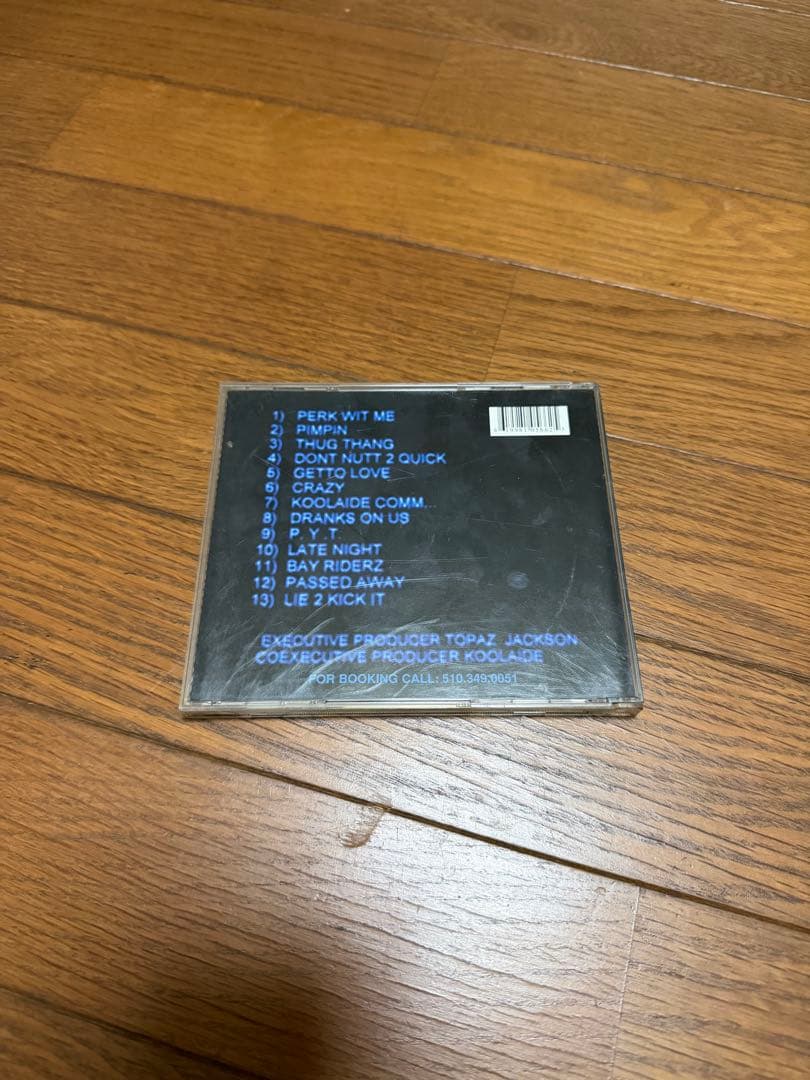 1) PERK WIT ME
2) PIMPIN
3) THUG THANG
4) DONT NUTT 2 QUICK
5) GETTO LOVE
6) CRAZY
7) KOOLAIDE COMM...
8) DRANKS ON US
9) P. Y .T.
10) LATE NIGHT
11) BAY RIDERZ
12) PASSED AWAY
13) LIE 2 KICK IT
EXECUTIVE PRODUCER TOPAZ JACKSON
COEXECUTIVE PRODUCER KOOLAIDE
FOR BOOKING CALL: 510.349.0051